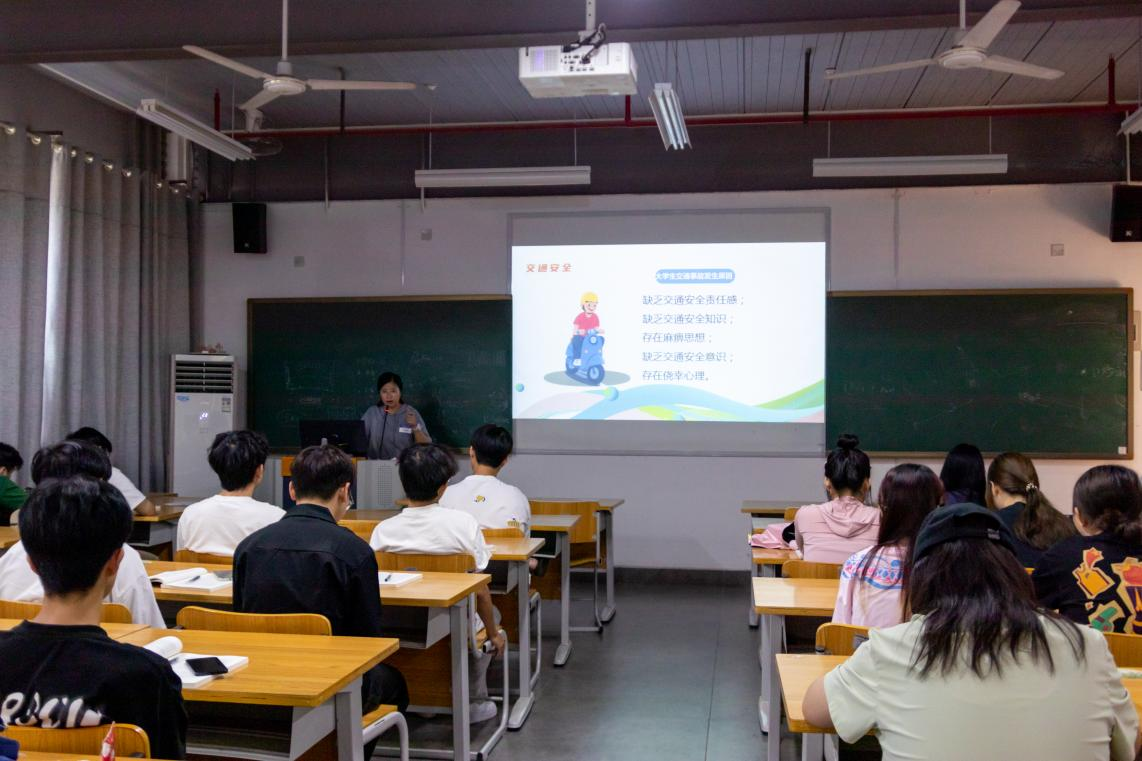 交通安全
大学生交通事故发生原因
缺乏交通安全责任感；
缺乏交通安全知识；
存在麻痹思想；
缺乏交通安全意识；
存在侥幸心理。